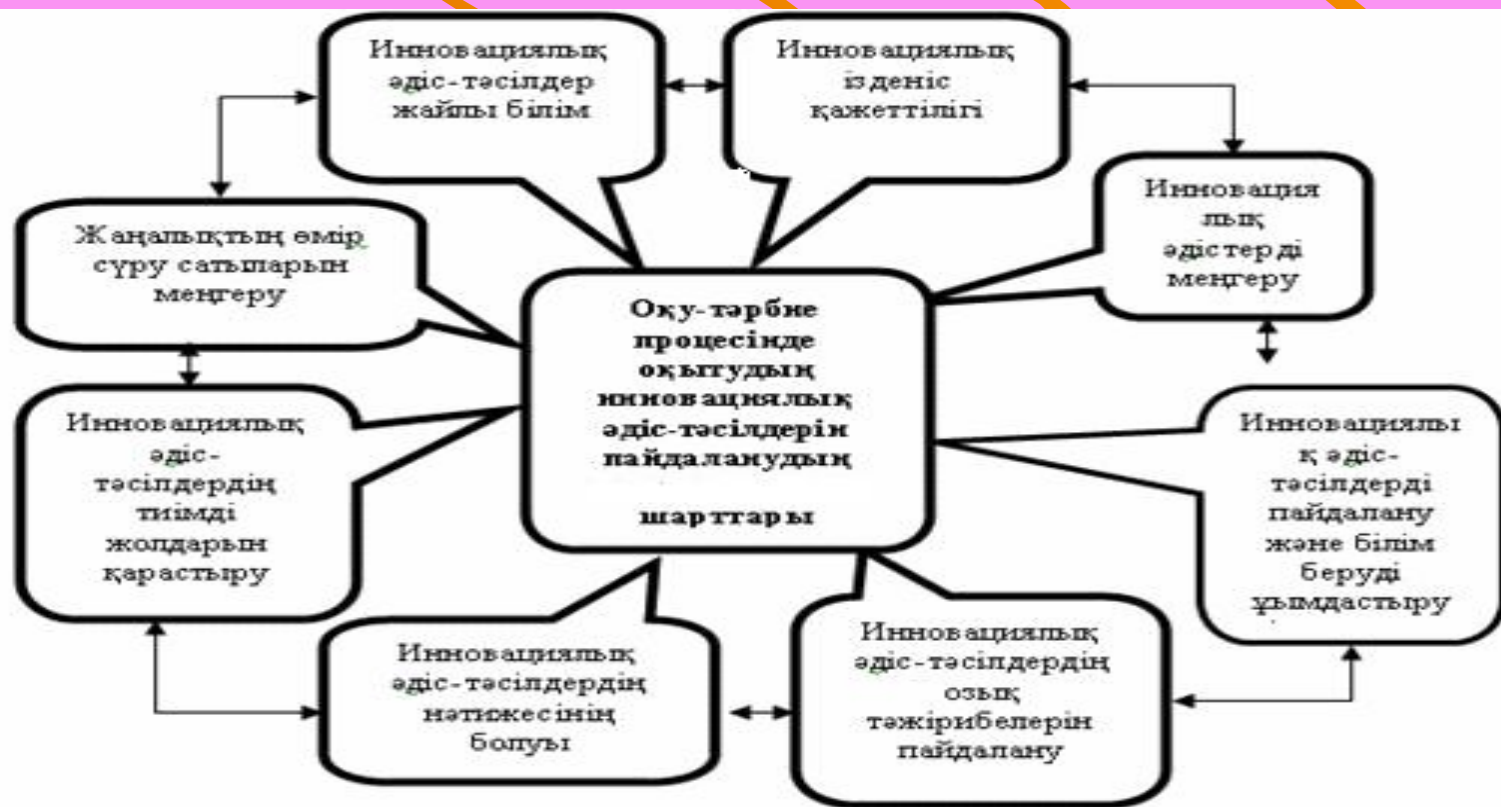 Инновациялық
әдіс-тәсілдер
жайлы білім
Инновациялық
ізденіс
қажеттілігі
Инновация
лық
әдістерді
меңгеру
Жаңалықтың өмір
сүру сатыларын
меңгеру
Оқу-тәрбие
процесінде
оқытудың
инновациялық
әдіс-тәсілдерін
пайдаланудың
шарттары
Инновациялық
әдіс-
тәсілдердің
тиімді
жолдарын
қарастыру
Инновациялы
қ әдіс-
тәсілдерді
пайдалану
және білім
беруді
ұымдастыру
Инновациялық
әдіс-тәсілдердің
нәтижесінің
болуы
Инновациялық
әдіс-тәсілдердің
озық
тәжірибелерін
пайдалану